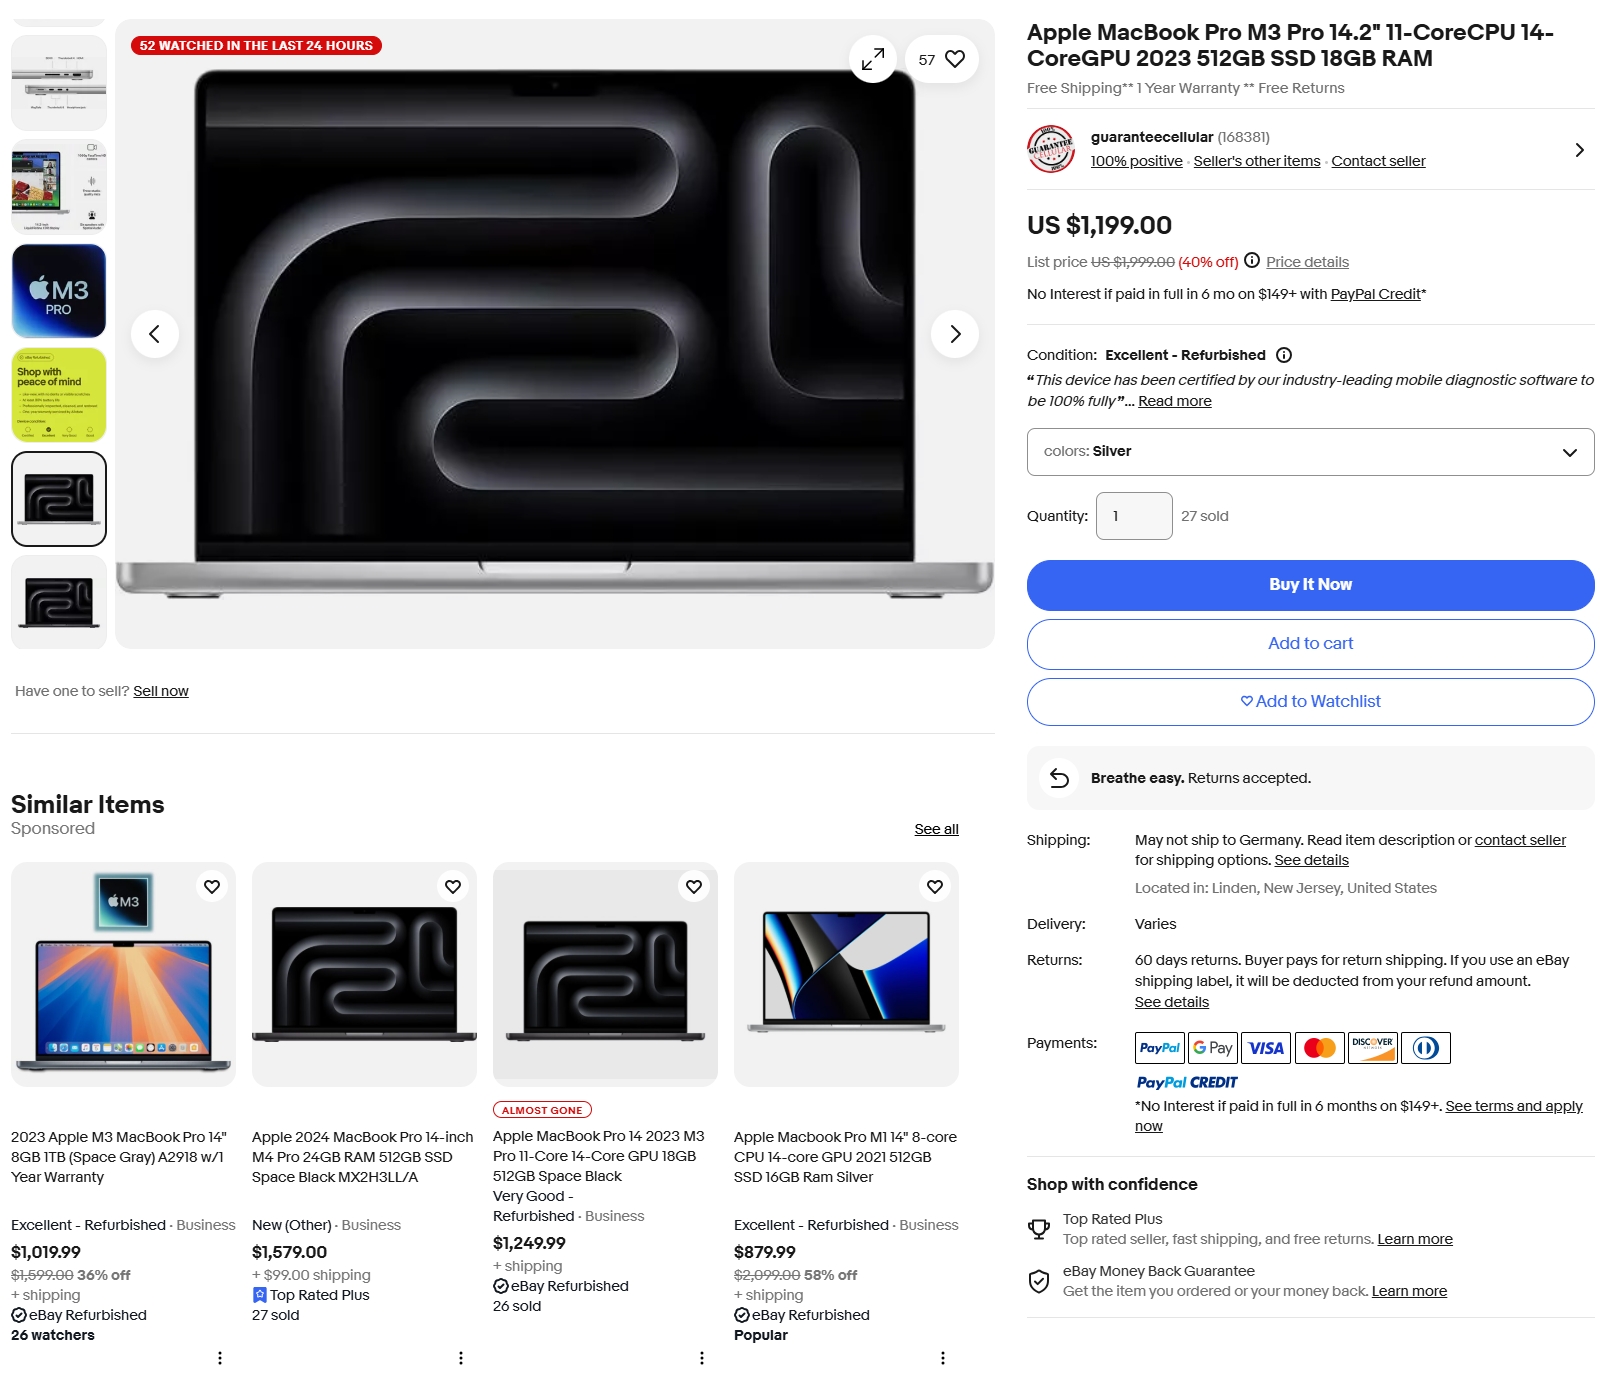 52 WATCHED IN THE LAST 24 HOURS
57
M3
PRO
Shop with
peace of mind
Have one to sell? Sell now
Apple MacBook Pro M3 Pro 14.2" 11-CoreCPU 14-
CoreGPU 2023 512GB SSD 18GB RAM
Free Shipping** 1 Year Warranty ** Free Returns
GUARANTEE
guaranteecellular (168381)
100% positive · Seller's other items · Contact seller
US $1,199.00
List price US $1,999.00 (40% off) Price details
No Interest if paid in full in 6 mo on $149+ with PayPal Credit*
Condition: Excellent - Refurbished
“This device has been certified by our industry-leading mobile diagnostic software to
be 100% fully”... Read more
colors: Silver
Quantity: 1 27 sold
Buy It Now
Add to cart
Add to Watchlist
Breathe easy. Returns accepted.
Shipping: May not ship to Germany. Read item description or contact seller
for shipping options. See details
Located in: Linden, New Jersey, United States
Delivery: Varies
Returns: 60 days returns. Buyer pays for return shipping. If you use an eBay
shipping label, it will be deducted from your refund amount.
See details
Payments: PayPal G Pay VISA DISCOVER
PayPal CREDIT
*No Interest if paid in full in 6 months on $149+. See terms and apply
now
Shop with confidence
Top Rated Plus
Top rated seller, fast shipping, and free returns. Learn more
eBay Money Back Guarantee
Get the item you ordered or your money back. Learn more
Similar Items
Sponsored
See all
M3
2023 Apple M3 MacBook Pro 14"
8GB 1TB (Space Gray) A2918 w/1
Year Warranty
Excellent - Refurbished · Business
$1,019.99
$1,599.00 36% off
+ shipping
eBay Refurbished
26 watchers
Apple 2024 MacBook Pro 14-inch
M4 Pro 24GB RAM 512GB SSD
Space Black MX2H3LL/A
New (Other) · Business
$1,579.00
+ $99.00 shipping
Top Rated Plus
27 sold
ALMOST GONE
Apple MacBook Pro 14 2023 M3
Pro 11-Core 14-Core GPU 18GB
512GB Space Black
Very Good -
Refurbished · Business
$1,249.99
+ shipping
eBay Refurbished
26 sold
Apple Macbook Pro M1 14" 8-core
CPU 14-core GPU 2021 512GB
SSD 16GB Ram Silver
Excellent - Refurbished · Business
$879.99
$2,099.00 58% off
+ shipping
eBay Refurbished
Popular